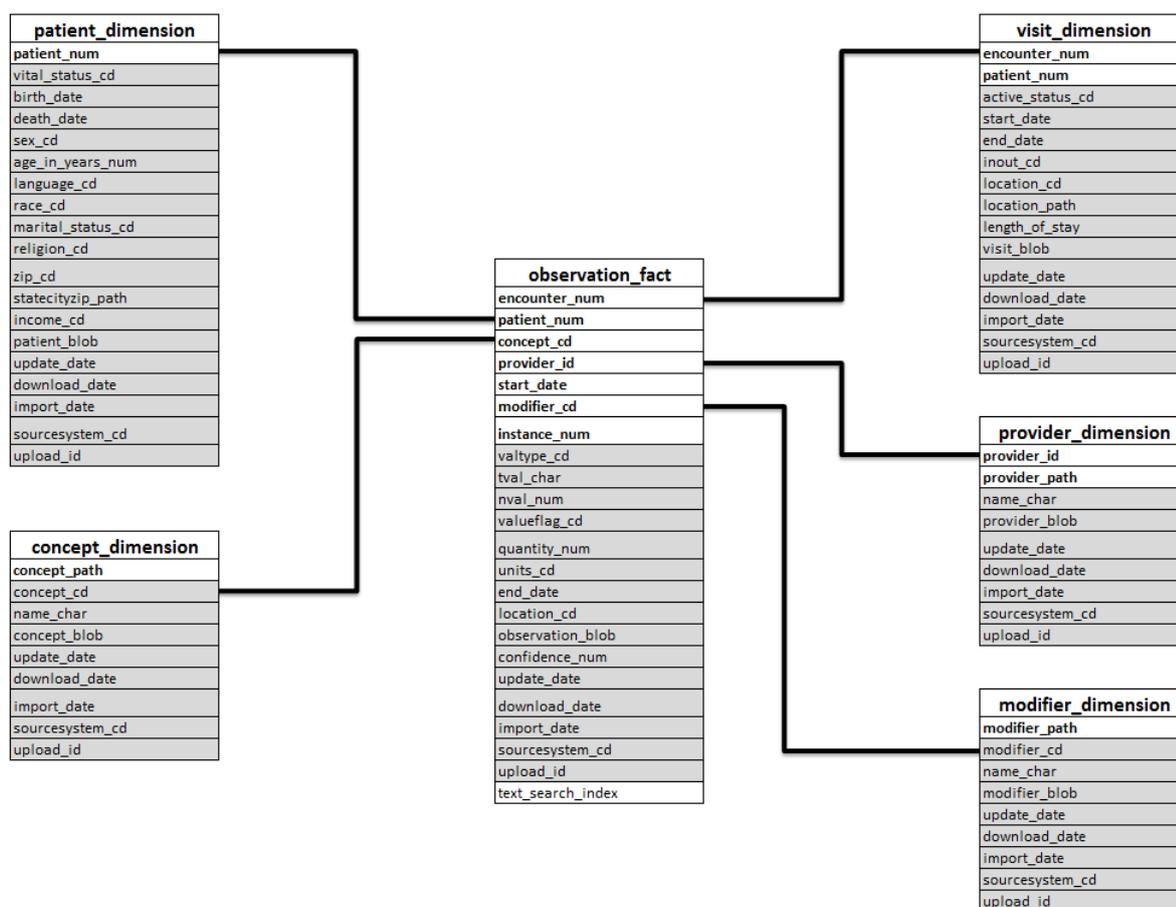 patient_dimension
patient_num
vital_status_cd
birth_date
death_date
sex_cd
age_in_years_num
language_cd
race_cd
marital_status_cd
religion_cd
zip_cd
statecityzip_path
income_cd
patient_blob
update_date
download_date
import_date
sourcesystem_cd
upload_id
concept_dimension
concept_path
concept_cd
name_char
concept_blob
update_date
download_date
import_date
sourcesystem_cd
upload_id
observation_fact
encounter_num
patient_num
concept_cd
provider_id
start_date
modifier_cd
instance_num
valtype_cd
tval_char
nval_num
valueflag_cd
quantity_num
units_cd
end_date
location_cd
observation_blob
confidence_num
update_date
download_date
import_date
sourcesystem_cd
upload_id
text_search_index
visit_dimension
encounter_num
patient_num
active_status_cd
start_date
end_date
inout_cd
location_cd
location_path
length_of_stay
visit_blob
update_date
download_date
import_date
sourcesystem_cd
upload_id
provider_dimension
provider_id
provider_path
name_char
provider_blob
update_date
download_date
import_date
sourcesystem_cd
upload_id
modifier_dimension
modifier_path
modifier_cd
name_char
modifier_blob
update_date
download_date
import_date
sourcesystem_cd
upload_id